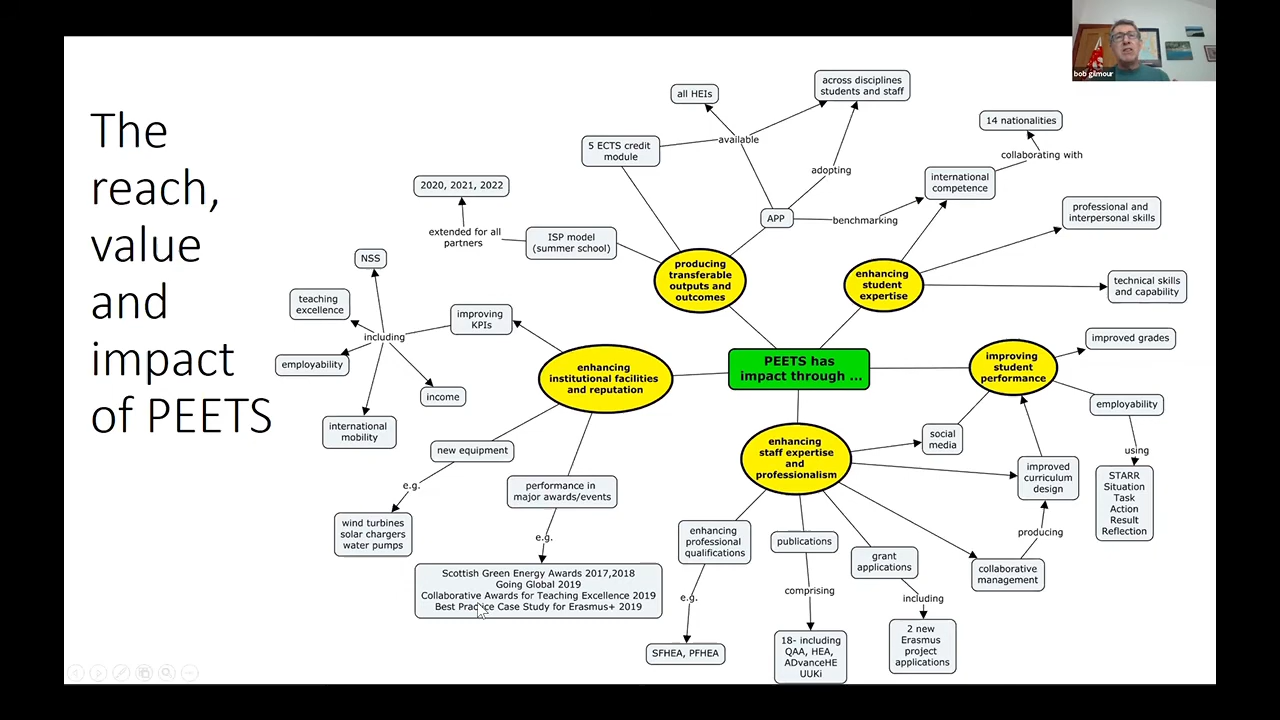 The
reach,
value
and
impact
of PEETS
bob gilmour
all HEIs
across disciplines
students and staff
available
5 ECTS credit
module
adopting
14 nationalities
collaborating with
international
competence
2020, 2021, 2022
extended for all
partners
ISP model
(summer school)
APP
benchmarking
professional and
interpersonal skills
producing
transferable
outputs and
outcomes
enhancing
student
expertise
technical skills
and capability
NSS
teaching
excellence
including
improving
KPIs
employability
income
international
mobility
enhancing
institutional facilities
and reputation
PEETS has
impact through ...
improving
student
performance
improved grades
employability
using
STARR
Situation
Task
Action
Result
Reflection
new equipment
e.g.
wind turbines
solar chargers
water pumps
performance in
major awards/events
e.g.
Scottish Green Energy Awards 2017,2018
Going Global 2019
Collaborative Awards for Teaching Excellence 2019
Best Practice Case Study for Erasmus+ 2019
enhancing
staff expertise
and
professionalism
social
media
improved
curriculum
design
producing
collaborative
management
enhancing
professional
qualifications
e.g.
SFHEA, PFHEA
publications
comprising
18- including
QAA, HEA,
ADvanceHE
UUKi
grant
applications
including
2 new
Erasmus
project
applications